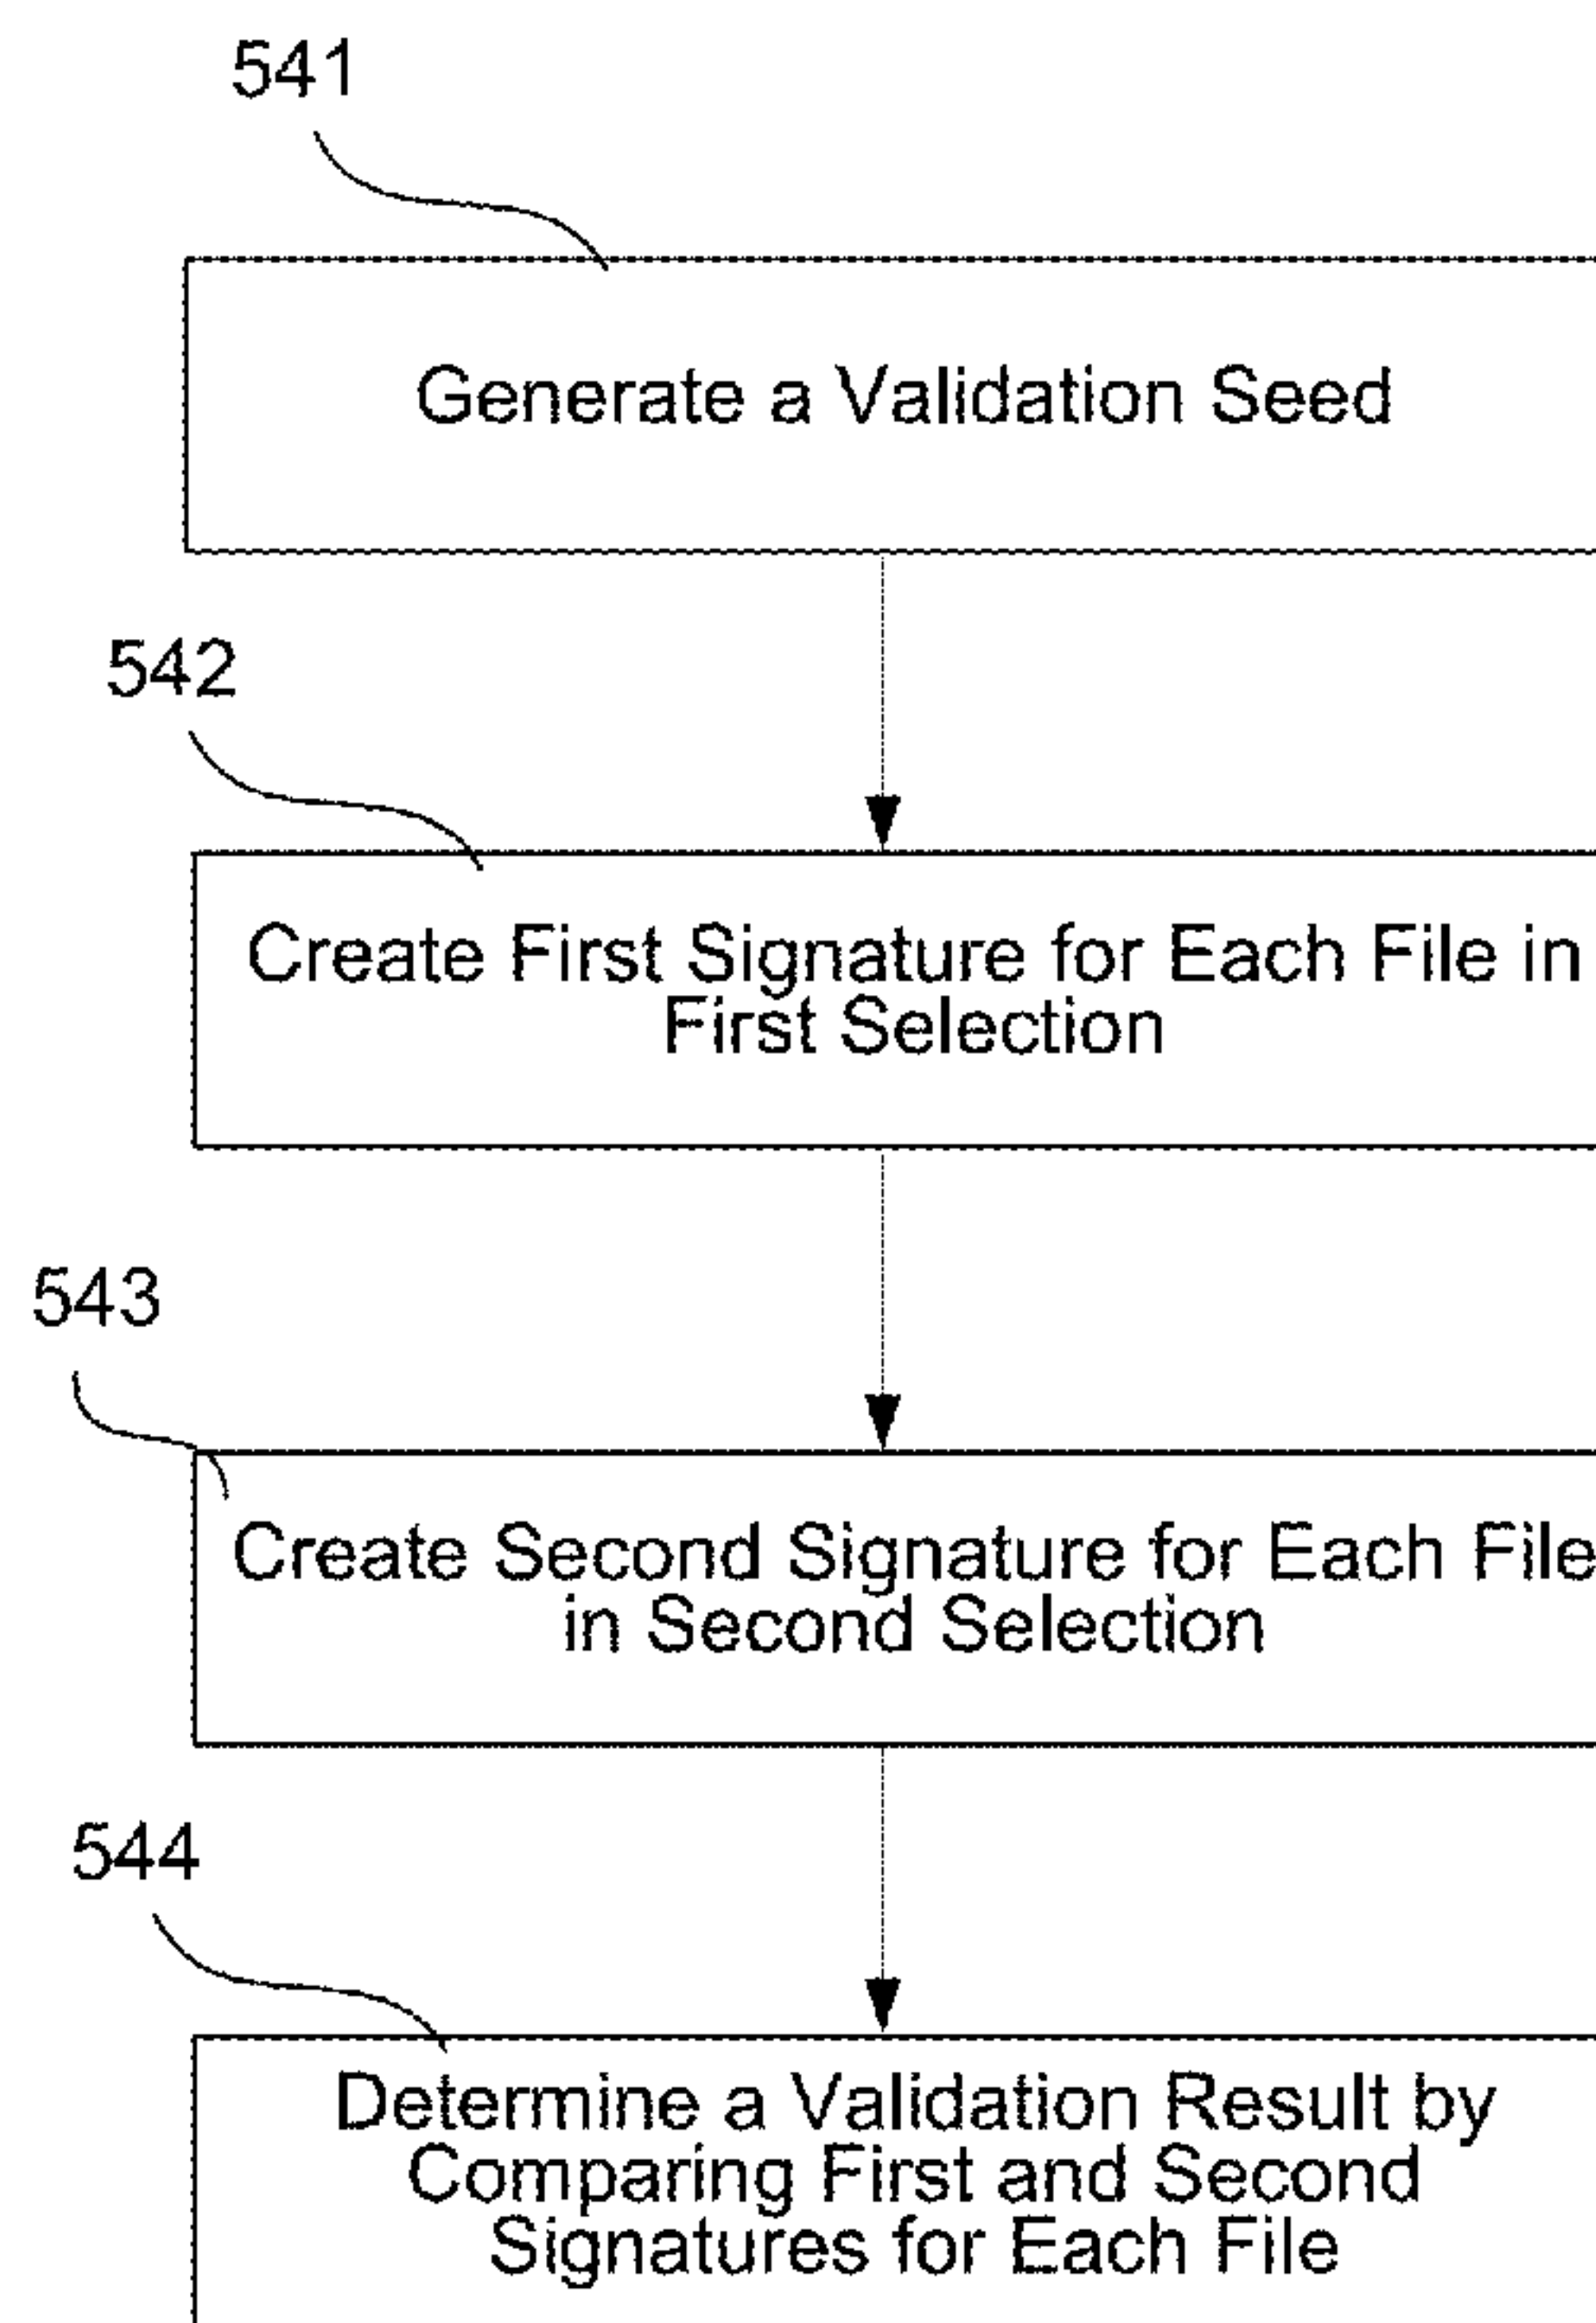 541
Generate a Validation Seed
542
Create First Signature for Each File in
First Selection
543
Create Second Signature for Each File
in Second Selection
544
Determine a Validation Result by
Comparing First and Second
Signatures for Each File